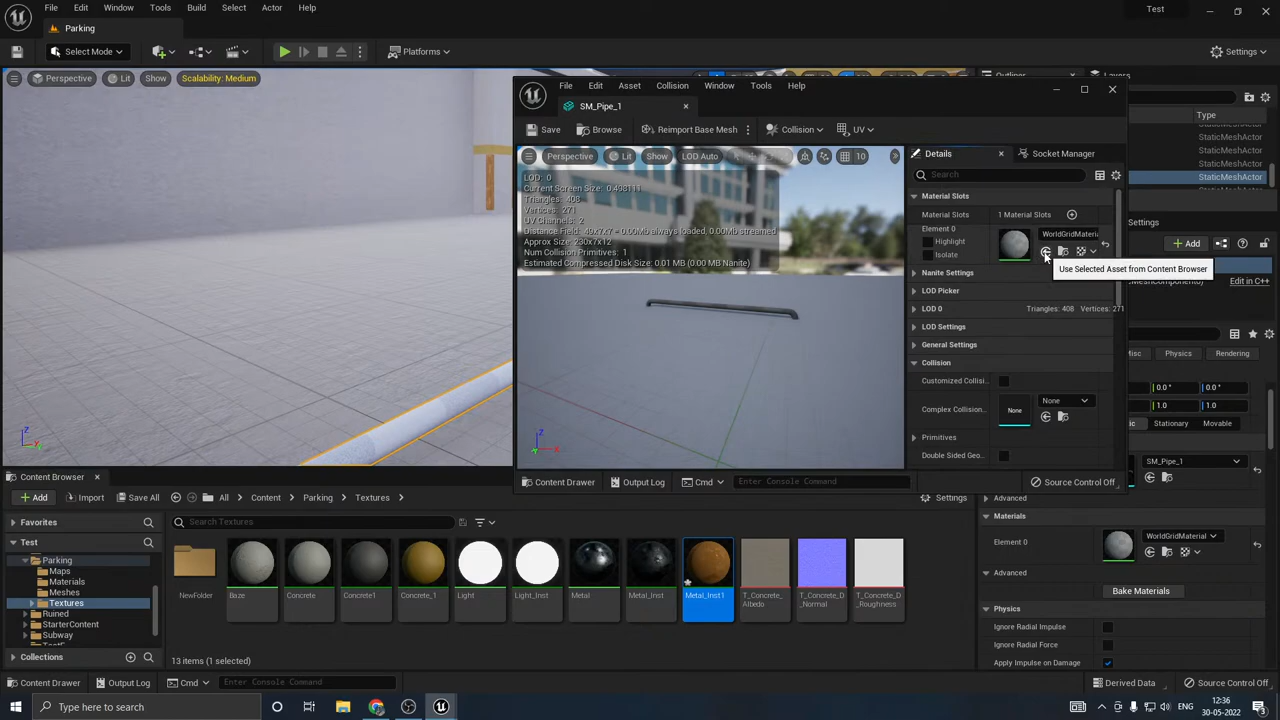 File Edit Window Tools Build Select Actor Help
Test
Parking
Select Mode
Platforms
Settings
Perspective Lit Show Scalability: Medium
Outliner Layers
Type
StaticMeshActor
StaticMeshActor
StaticMeshActor
StaticMeshActor
StaticMeshActor
Settings
Add
Edit in C++
Misc Physics Rendering
0.0° 0.0°
1.0 1.0
Stationary Movable
SM_Pipe_1
Advanced
Materials
Element 0
WorldGridMaterial
Advanced
Bake Materials
Physics
Ignore Radial Impulse
Ignore Radial Force
Apply Impulse on Damage
Derived Data Source Control Off
File Edit Asset Collision Window Tools Help
SM_Pipe_1
Save Browse Reimport Base Mesh Collision UV
Perspective Lit Show LOD Auto 10
LOD: 0
Current Screen Size: 0.498111
Triangles: 408
Vertices: 271
UV Channels: 2
Distance Field: 49x7x7 = 0.00Mb always loaded, 0.00Mb streamed
Approx Size: 230x7x12
Num Collision Primitives: 1
Estimated Compressed Disk Size: 0.01 MB (0.00 MB Nanite)
Details Socket Manager
Search
Material Slots
Material Slots 1 Material Slots
Element 0
Highlight
Isolate
WorldGridMateria
Use Selected Asset from Content Browser
Nanite Settings
LOD Picker
LOD 0 Triangles: 408 Vertices: 271
LOD Settings
General Settings
Collision
Customized Collisi..
Complex Collision.. None None
Primitives
Double Sided Geo..
Content Drawer Output Log Cmd Enter Console Command Source Control Off
Content Browser
Add Import Save All All Content Parking Textures
Settings
Favorites
Test
Parking
Maps
Materials
Meshes
Textures
Ruined
StarterContent
Subway
Collections
Search Textures
NewFolder Baze Concrete Concrete1 Concrete_1 Light Light_Inst Metal Metal_Inst Metal_Inst1 T_Concrete_Albedo T_Concrete_D_Normal T_Concrete_D_Roughness
13 items (1 selected)
Content Drawer Output Log Cmd Enter Console Command
Type here to search
12:36
30-05-2022